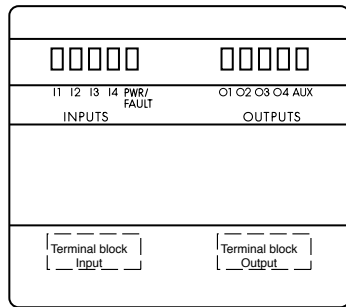 I1 I2 I3 I4 PWR/
FAULT
INPUTS
O1 O2 O3 O4 AUX
OUTPUTS
Terminal block
Input
Terminal block
Output